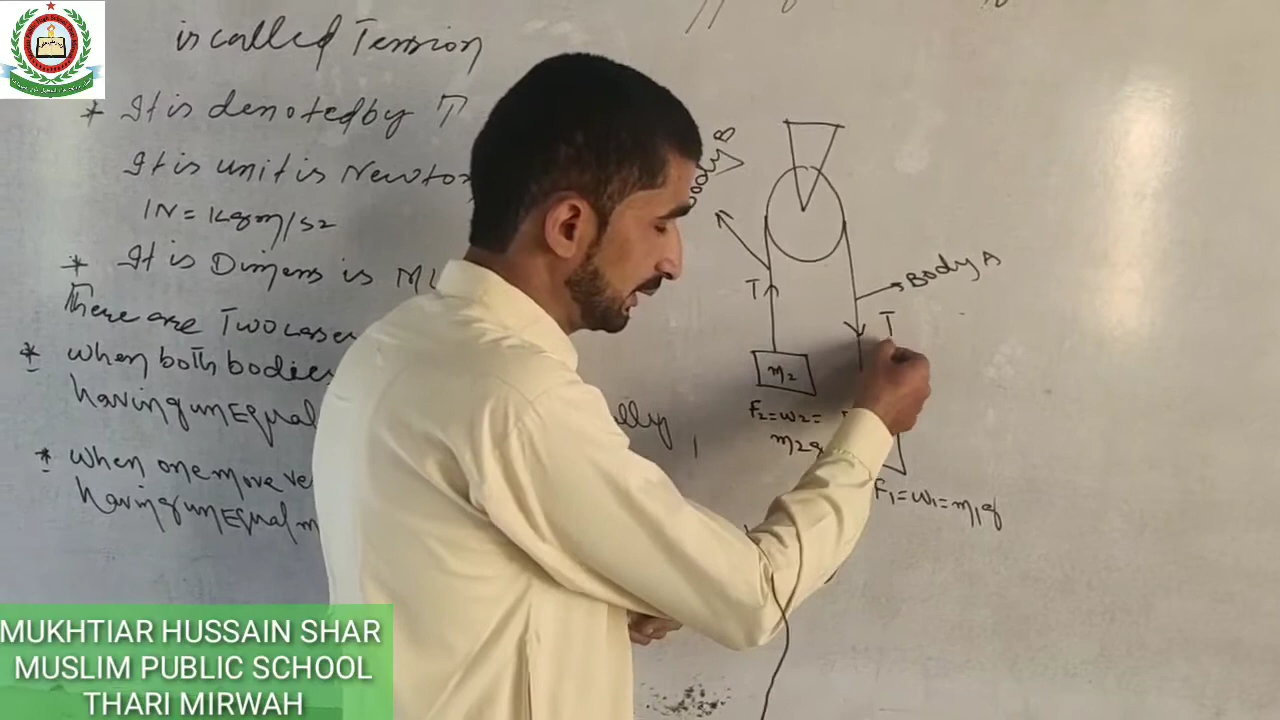 is called Tension
* It is denoted by T
It is unit is Newton
1N = Kgm/s2
* It is Dimens is ML
There are Two cases
* when both bodies
having unEqual
ally,
* when one move ve
having unEqual m
Body B
Body A
T
T
m2
F2=w2=
m2g
F1=w1=m1g
MUKHTIAR HUSSAIN SHAR
MUSLIM PUBLIC SCHOOL
THARI MIRWAH